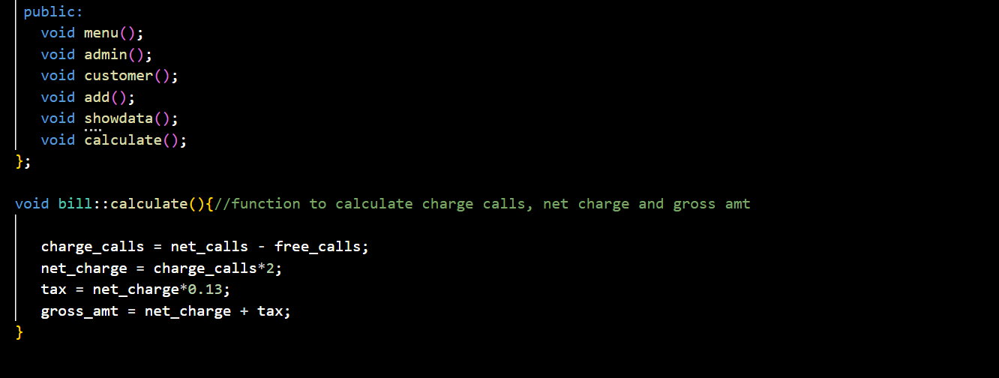 public:
void menu();
void admin();
void customer();
void add();
void showdata();
void calculate();
};
void bill::calculate(){//function to calculate charge calls, net charge and gross amt
charge_calls = net_calls - free_calls;
net_charge = charge_calls*2;
tax = net_charge*0.13;
gross_amt = net_charge + tax;
}